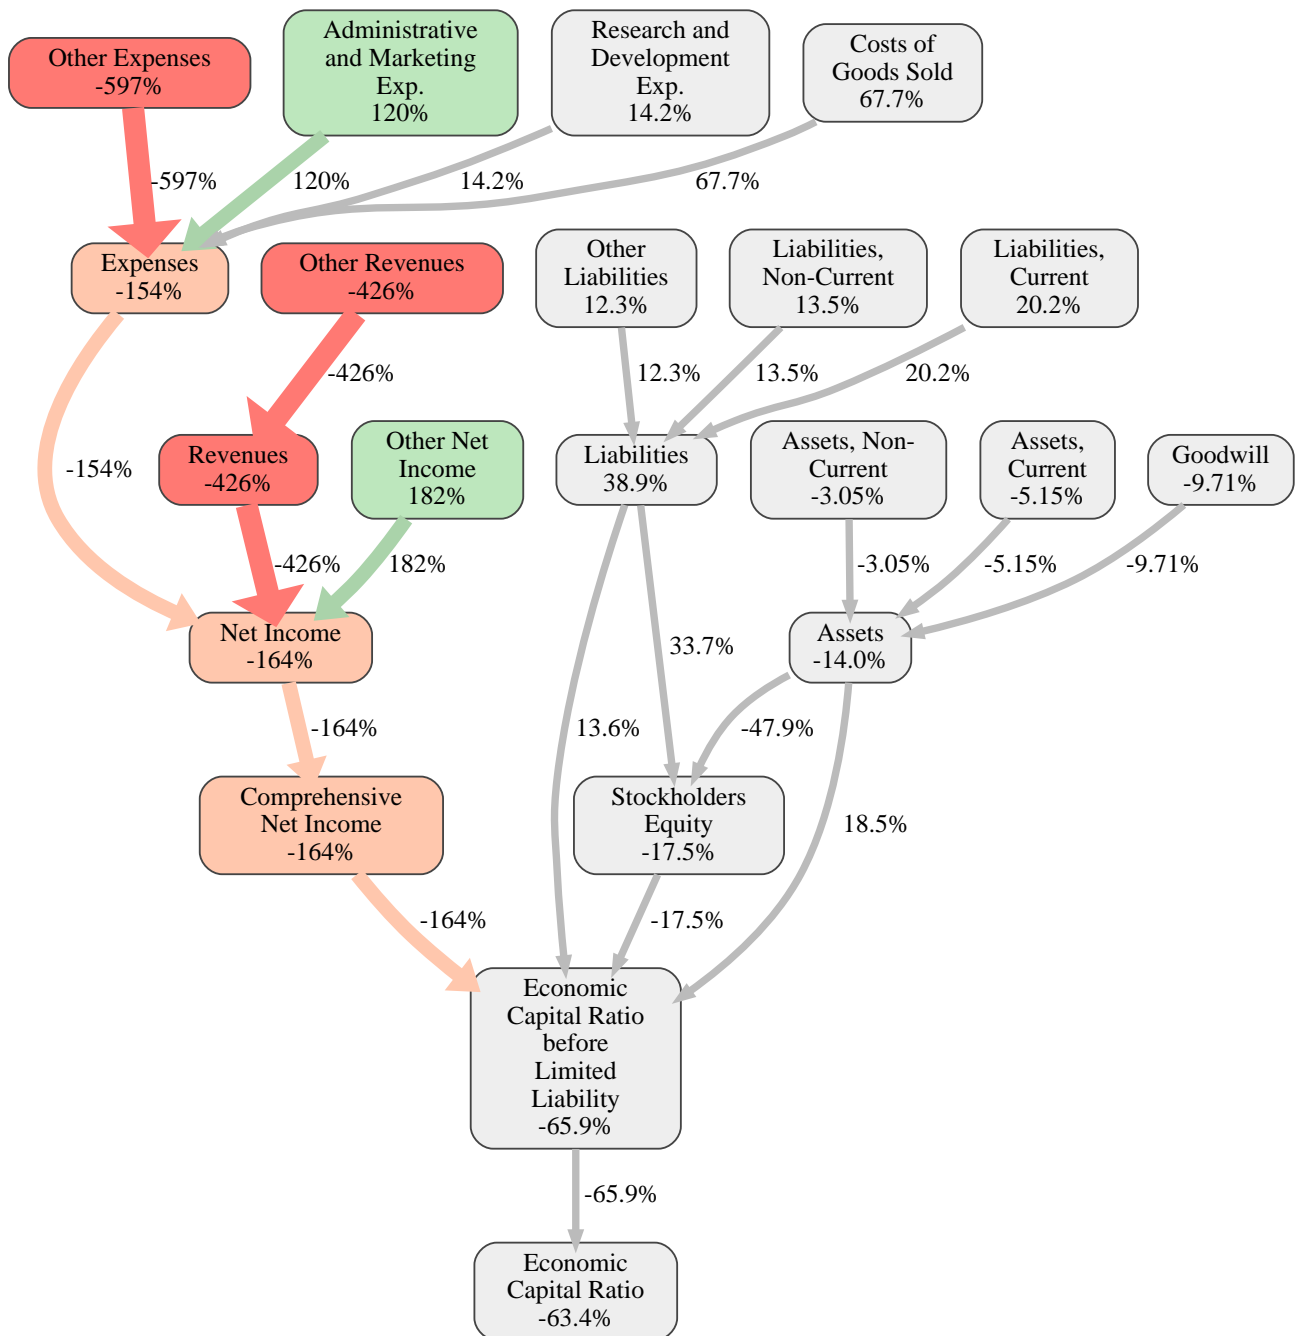 Other Expenses
-597%
Administrative
and Marketing
Exp.
120%
Research and
Development
Exp.
14.2%
Costs of
Goods Sold
67.7%
-597%
120%
14.2%
67.7%
Expenses
-154%
Other Revenues
-426%
Other
Liabilities
12.3%
Liabilities,
Non-Current
13.5%
Liabilities,
Current
20.2%
-426%
12.3%
13.5%
20.2%
-154%
Revenues
-426%
Other Net
Income
182%
Liabilities
38.9%
Assets, Non-
Current
-3.05%
Assets,
Current
-5.15%
Goodwill
-9.71%
-426%
182%
-3.05%
-5.15%
-9.71%
Net Income
-164%
33.7%
Assets
-14.0%
-164%
13.6%
-47.9%
Comprehensive
Net Income
-164%
Stockholders
Equity
-17.5%
18.5%
-164%
-17.5%
Economic
Capital Ratio
before
Limited
Liability
-65.9%
-65.9%
Economic
Capital Ratio
-63.4%